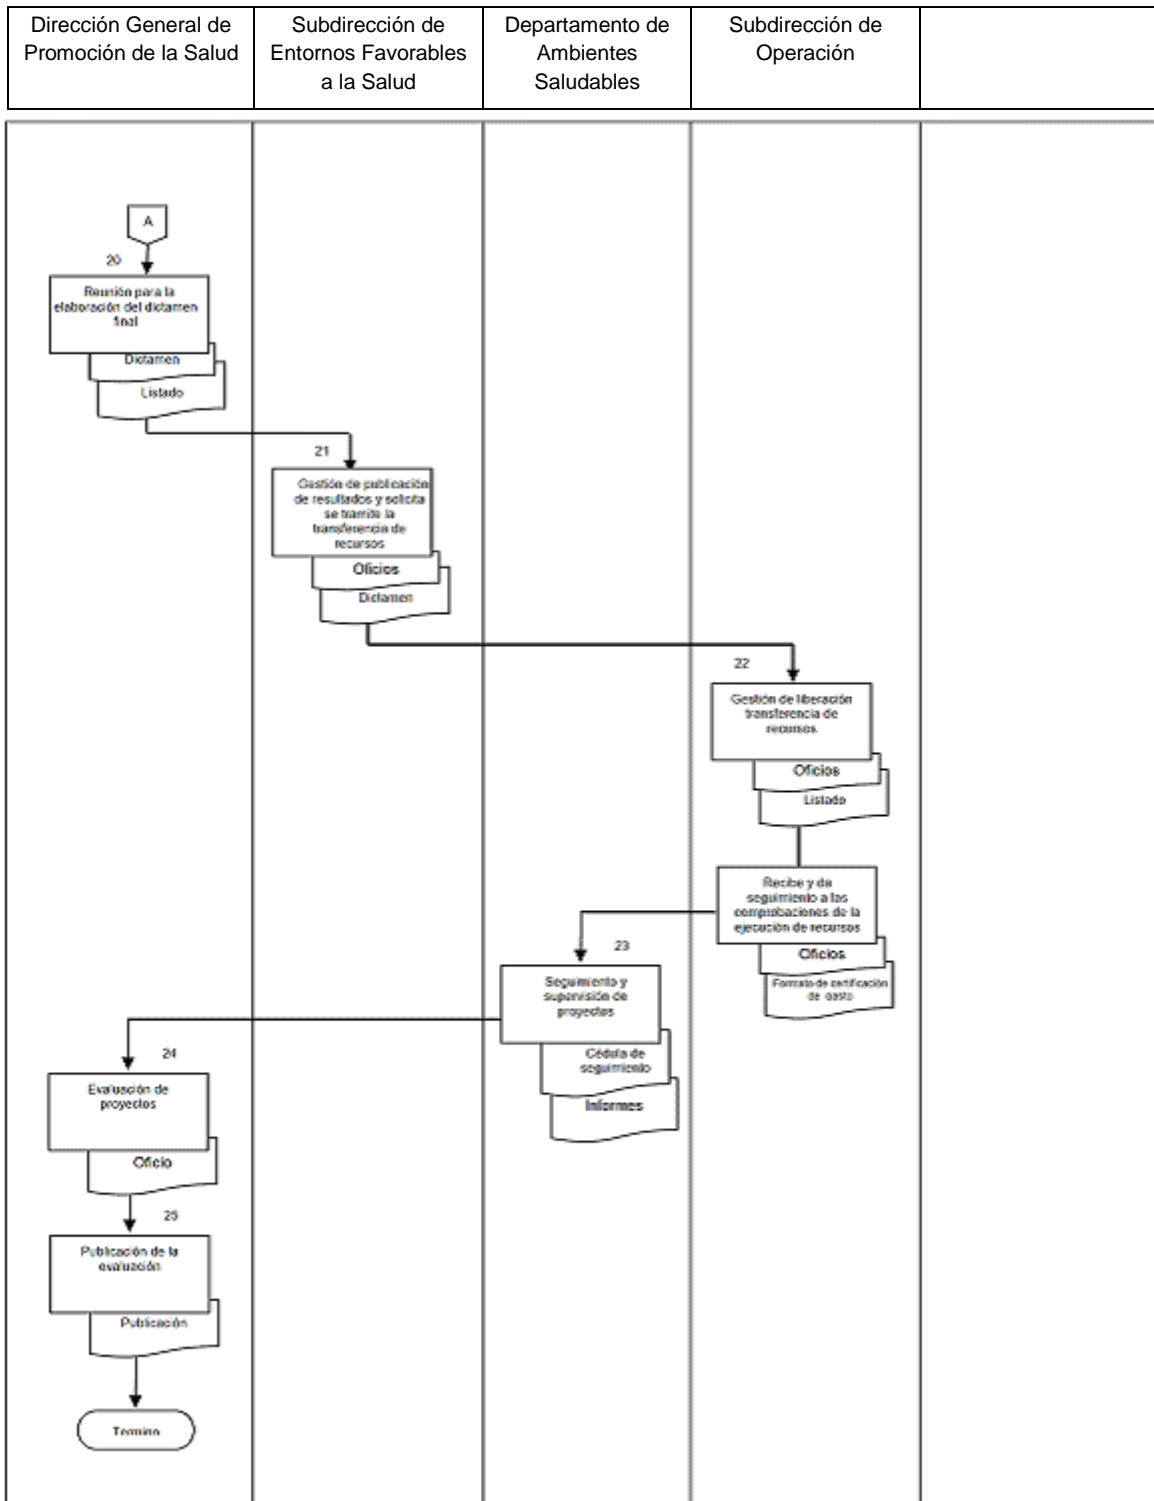 Dirección General de
Promoción de la Salud
Subdirección de
Entornos Favorables
a la Salud
Departamento de
Ambientes
Saludables
Subdirección de
Operación
A
20
Reunión para la
elaboración del dictamen
final
Dictamen
Listado
21
Gestión de publicación
de resultados y solicita
se tramite la
transferencia de
recursos
Oficios
Dictamen
22
Gestión de liberación
transferencia de
recursos
Oficios
Listado
Recibe y da
seguimiento a las
comprobaciones de la
ejecución de recursos
Oficios
Formato de certificación
de gasto
23
Seguimiento y
supervisión de
proyectos
Cédula de
seguimiento
Informes
24
Evaluación de
proyectos
Oficio
25
Publicación de la
evaluación
Publicación
Termino